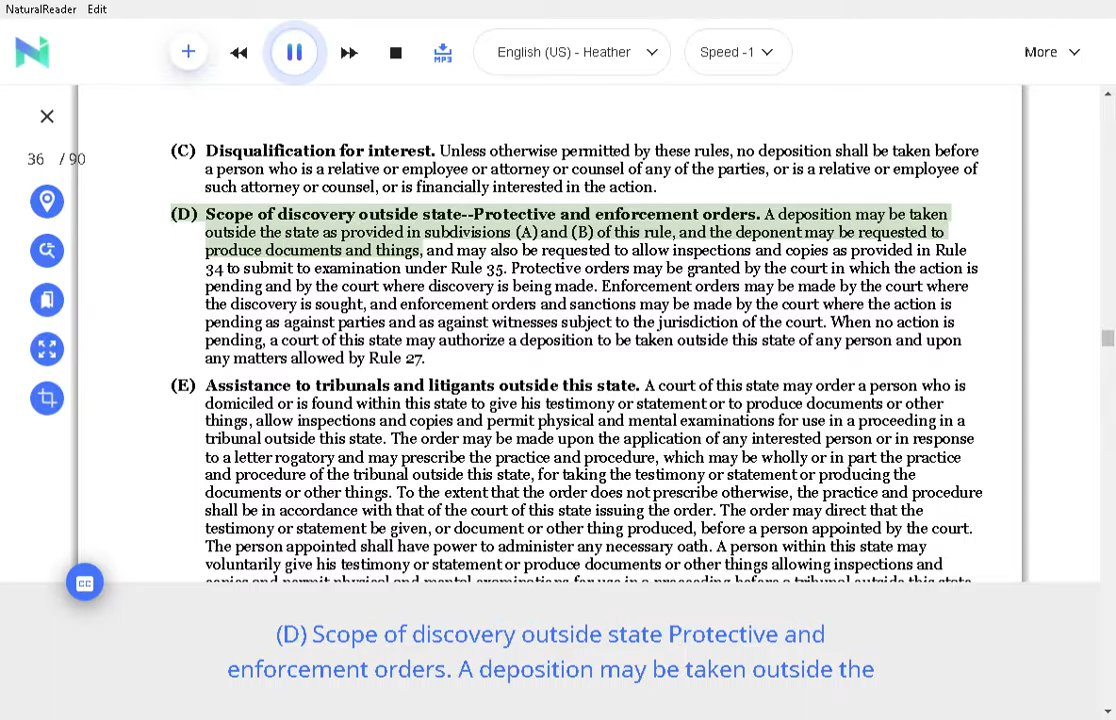 NaturalReader Edit
English (US) - Heather
Speed -1
More
MP3
36 / 90
(C) Disqualification for interest. Unless otherwise permitted by these rules, no deposition shall be taken before
a person who is a relative or employee or attorney or counsel of any of the parties, or is a relative or employee of
such attorney or counsel, or is financially interested in the action.
(D) Scope of discovery outside state--Protective and enforcement orders. A deposition may be taken
outside the state as provided in subdivisions (A) and (B) of this rule, and the deponent may be requested to
produce documents and things, and may also be requested to allow inspections and copies as provided in Rule
34 to submit to examination under Rule 35. Protective orders may be granted by the court in which the action is
pending and by the court where discovery is being made. Enforcement orders may be made by the court where
the discovery is sought, and enforcement orders and sanctions may be made by the court where the action is
pending as against parties and as against witnesses subject to the jurisdiction of the court. When no action is
pending, a court of this state may authorize a deposition to be taken outside this state of any person and upon
any matters allowed by Rule 27.
(E) Assistance to tribunals and litigants outside this state. A court of this state may order a person who is
domiciled or is found within this state to give his testimony or statement or to produce documents or other
things, allow inspections and copies and permit physical and mental examinations for use in a proceeding in a
tribunal outside this state. The order may be made upon the application of any interested person or in response
to a letter rogatory and may prescribe the practice and procedure, which may be wholly or in part the practice
and procedure of the tribunal outside this state, for taking the testimony or statement or producing the
documents or other things. To the extent that the order does not prescribe otherwise, the practice and procedure
shall be in accordance with that of the court of this state issuing the order. The order may direct that the
testimony or statement be given, or document or other thing produced, before a person appointed by the court.
The person appointed shall have power to administer any necessary oath. A person within this state may
voluntarily give his testimony or statement or produce documents or other things allowing inspections and
copies and permit physical and mental examinations for use in a proceeding before a tribunal outside this state
CC
(D) Scope of discovery outside state Protective and
enforcement orders. A deposition may be taken outside the